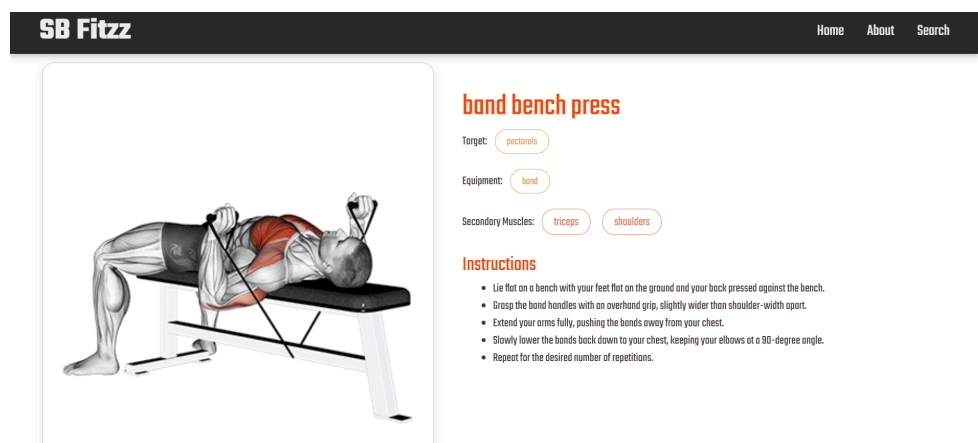 SB Fitzz
Home About Search
band bench press
Target: pectorals
Equipment: band
Secondary Muscles: triceps shoulders
Instructions
• Lie flat on a bench with your feet flat on the ground and your back pressed against the bench.
• Grasp the band handles with an overhand grip, slightly wider than shoulder-width apart.
• Extend your arms fully, pushing the bands away from your chest.
• Slowly lower the bands back down to your chest, keeping your elbows at a 90-degree angle.
• Repeat for the desired number of repetitions.